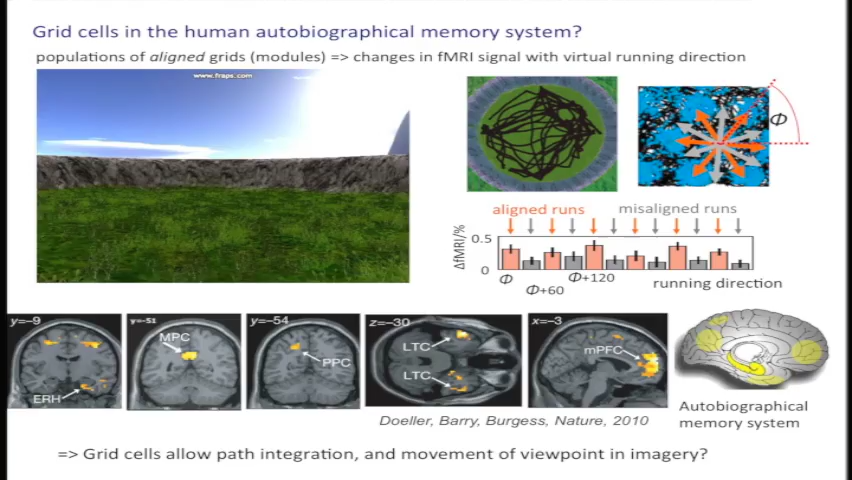 Grid cells in the human autobiographical memory system?
populations of aligned grids (modules) => changes in fMRI signal with virtual running direction
www.fraps.com
Φ
aligned runs misaligned runs
ΔfMRI/%
0.5
0
Φ
Φ+60
Φ+120
running direction
y=-9
ERH
y=-51
MPC
y=-54
PPC
z=-30
LTC
LTC
x=-3
mPFC
Doeller, Barry, Burgess, Nature, 2010
Autobiographical
memory system
=> Grid cells allow path integration, and movement of viewpoint in imagery?